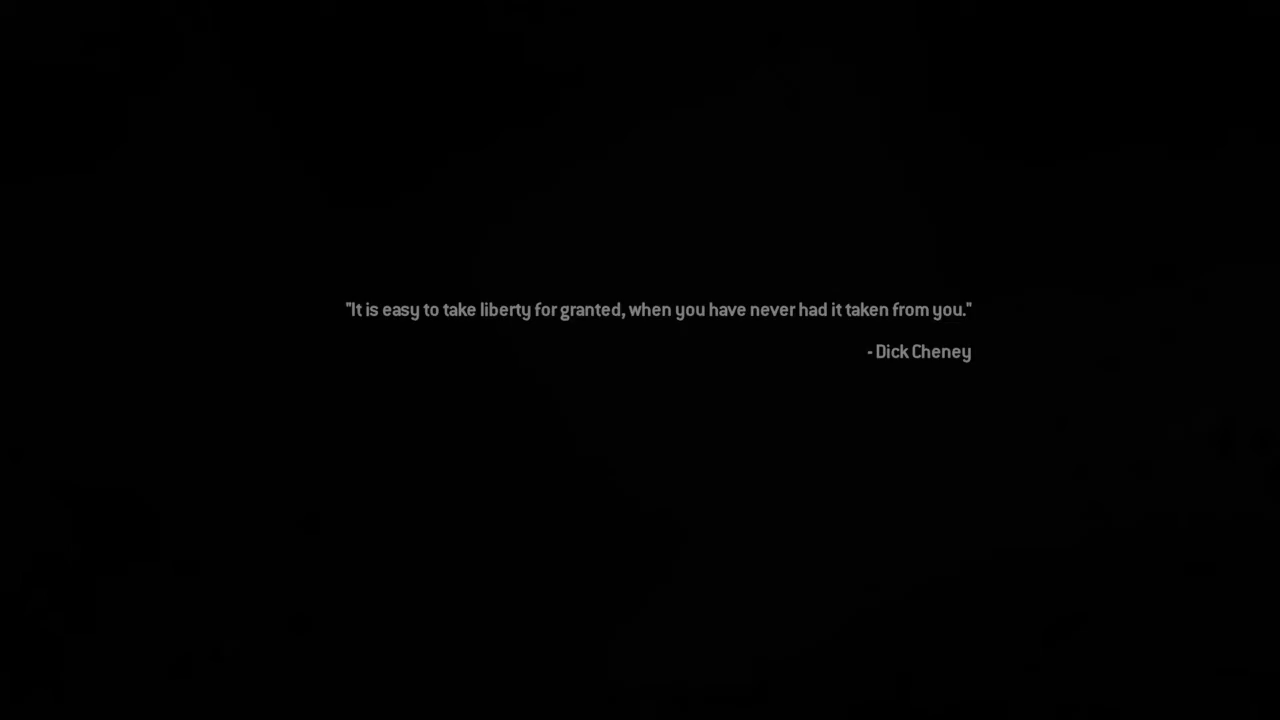 "It is easy to take liberty for granted, when you have never had it taken from you."
- Dick Cheney